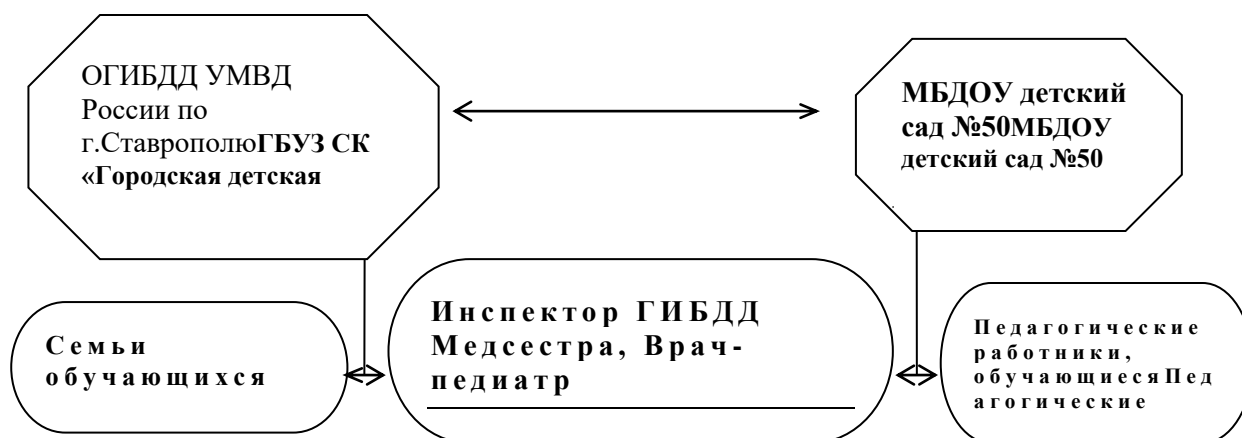 ОГИБДД УМВД
России по
г.СтаврополюГБУЗ СК
«Городская детская
МБДОУ детский
сад №50МБДОУ
детский сад №50
Семьи
обучающихся
Инспектор ГИБДД
Медсестра, Врач-
педиатр
Педагогические
работники,
обучающиесяПед
агогические